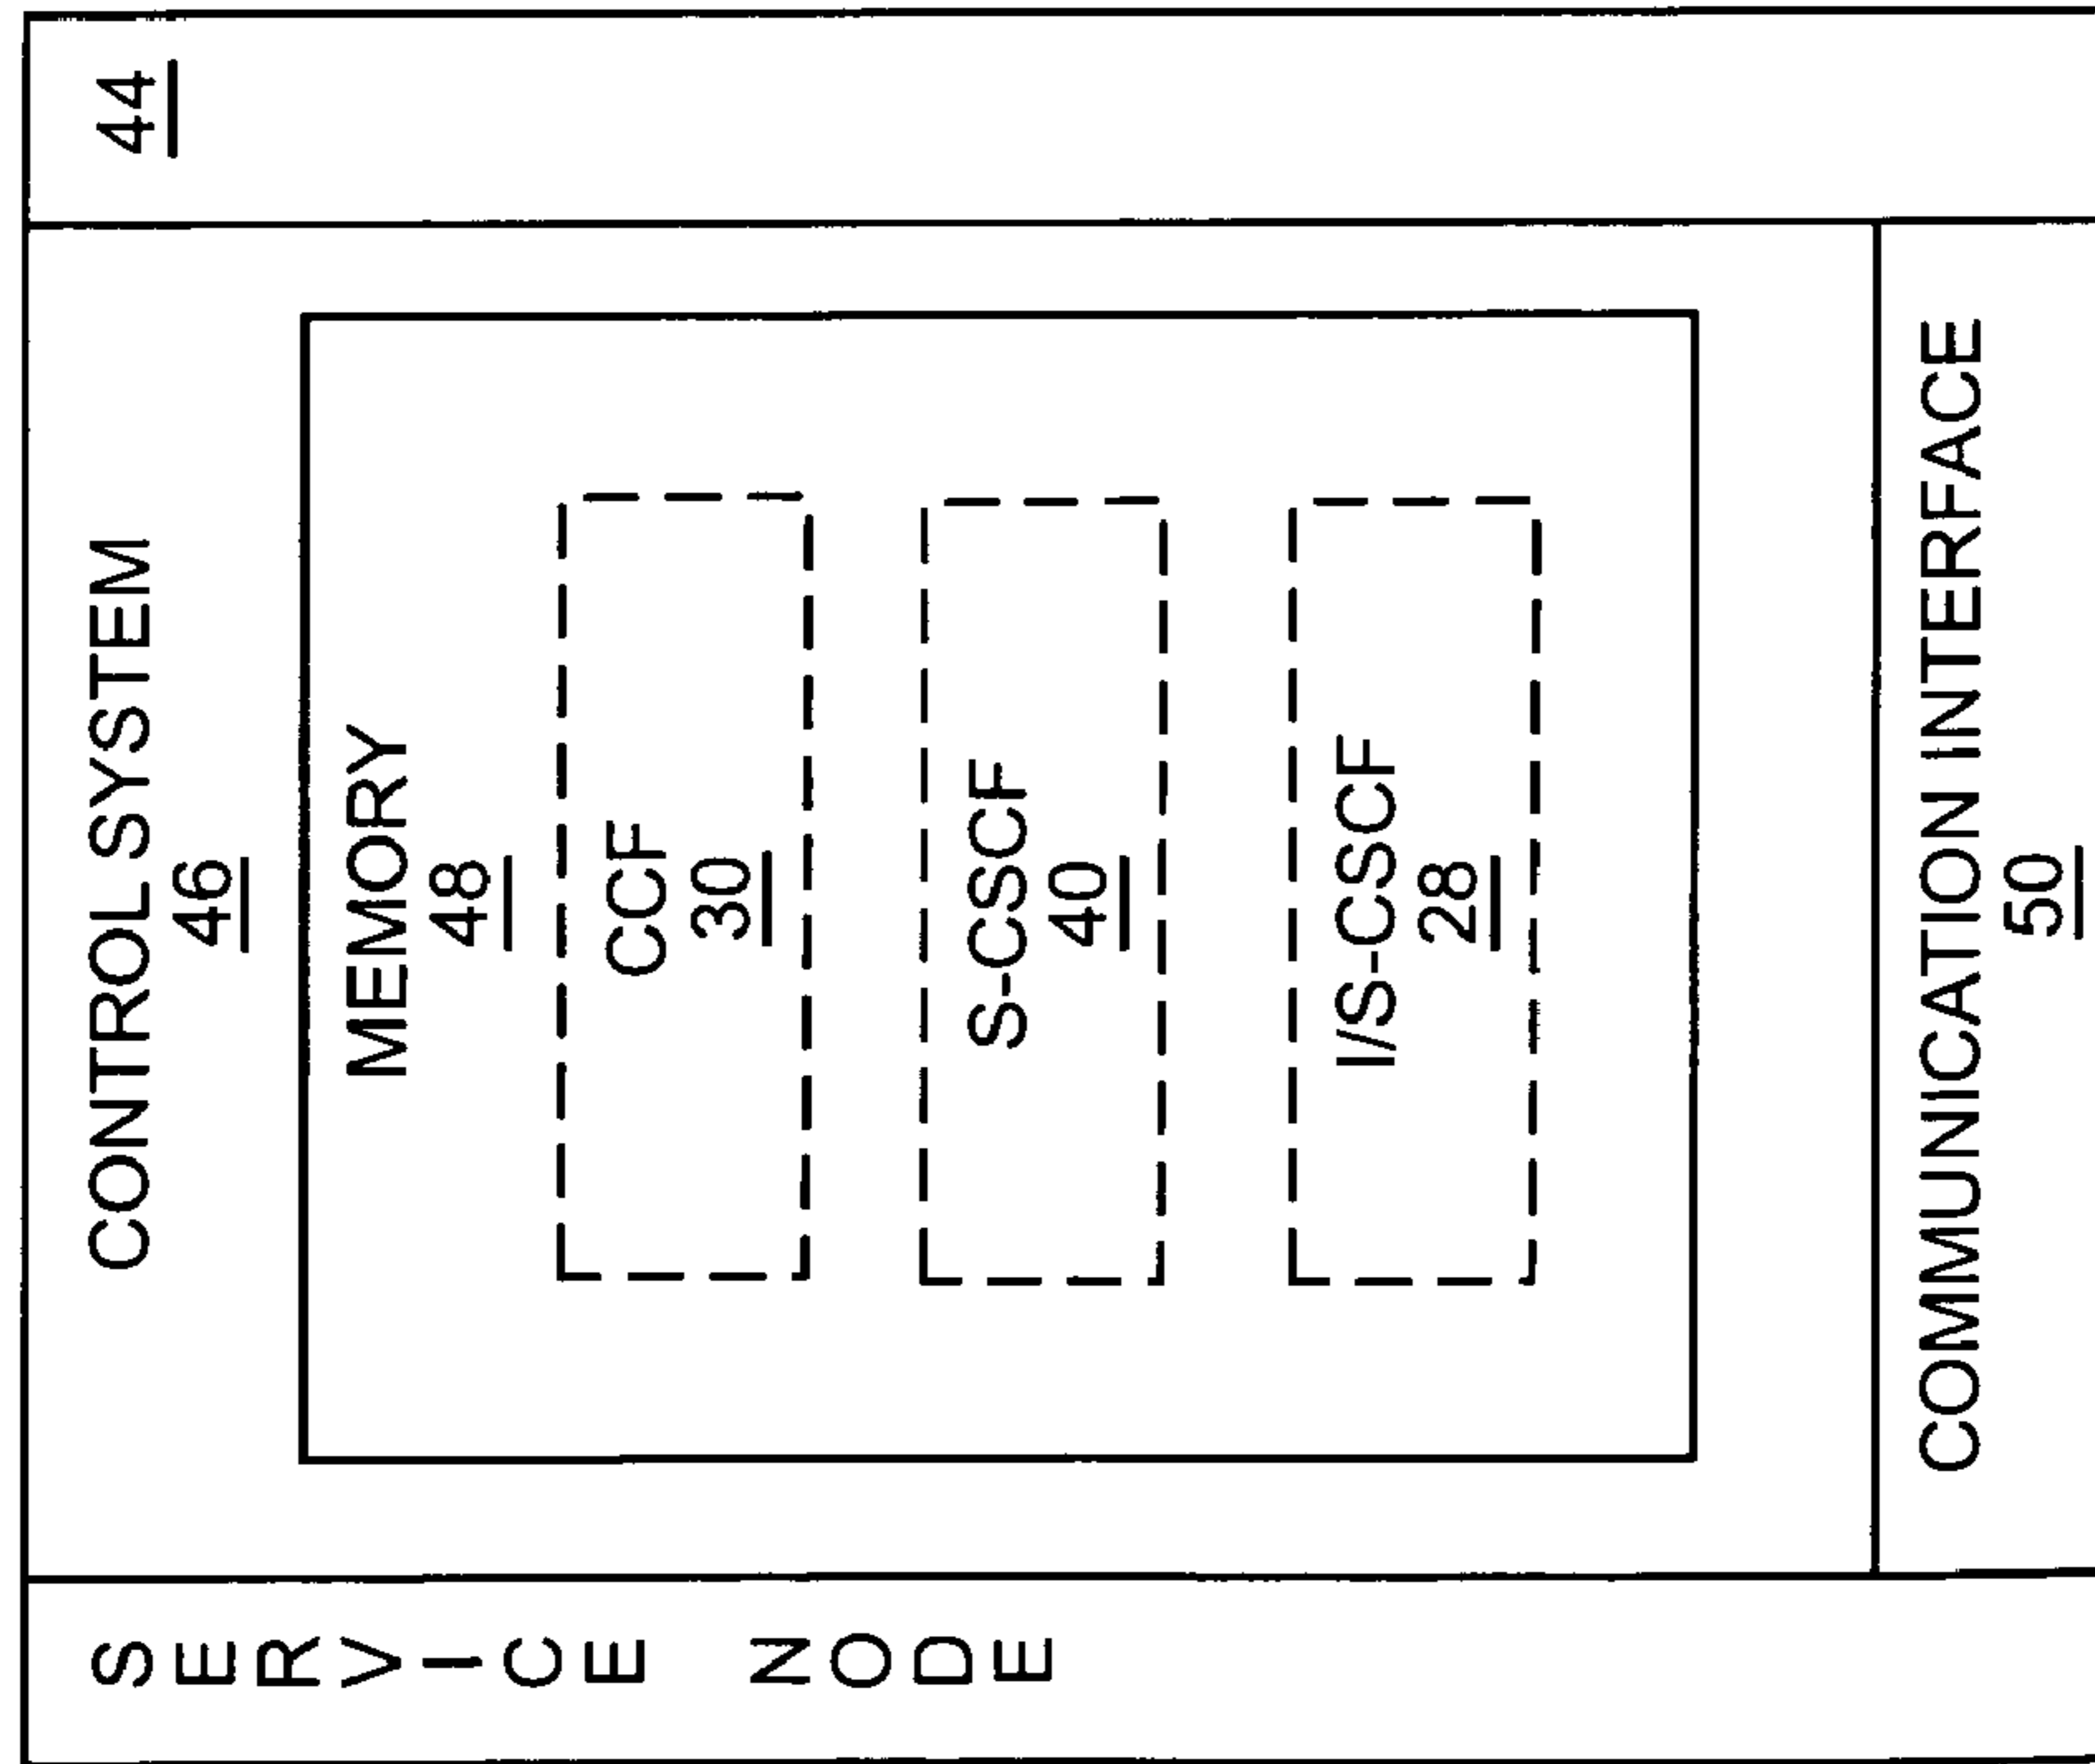 SERVICE NODE
44
CONTROL SYSTEM
46
MEMORY
48
CCF
30
S-CSCF
40
I/S-CSCF
28
COMMUNICATION INTERFACE
50